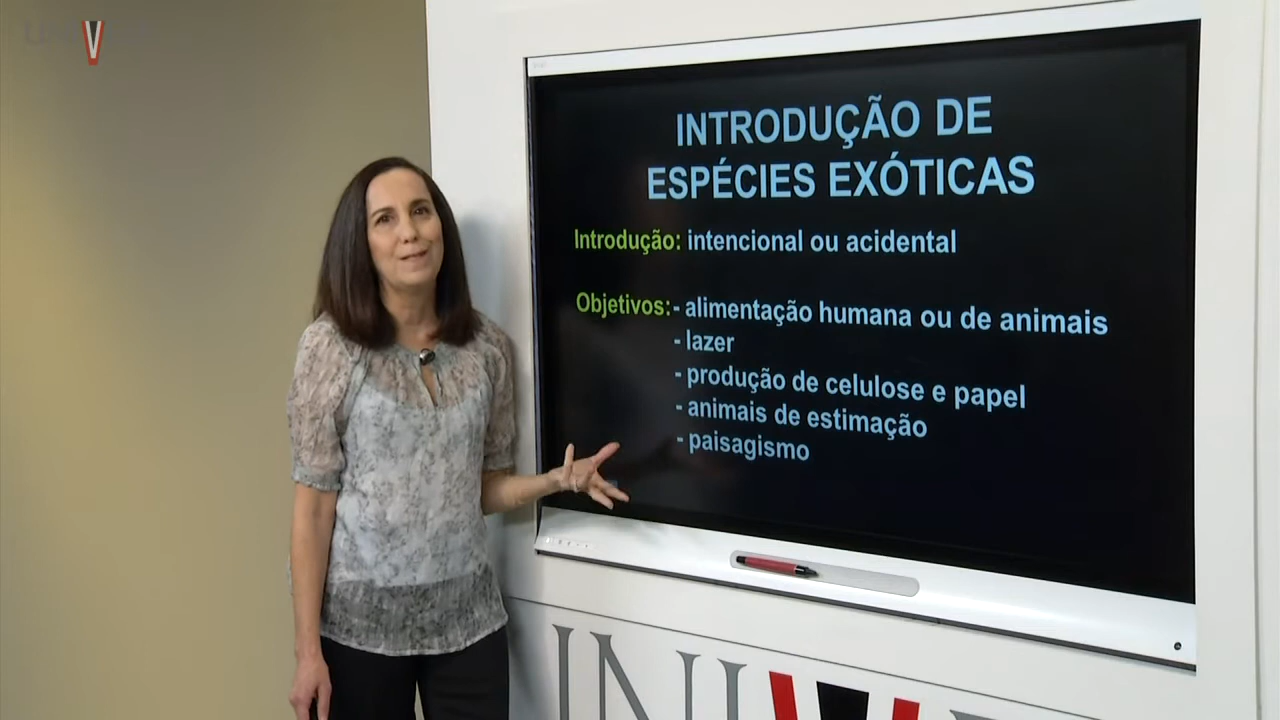 INTRODUÇÃO DE
ESPÉCIES EXÓTICAS
Introdução: intencional ou acidental
Objetivos: - alimentação humana ou de animais
- lazer
- produção de celulose e papel
- animais de estimação
- paisagismo